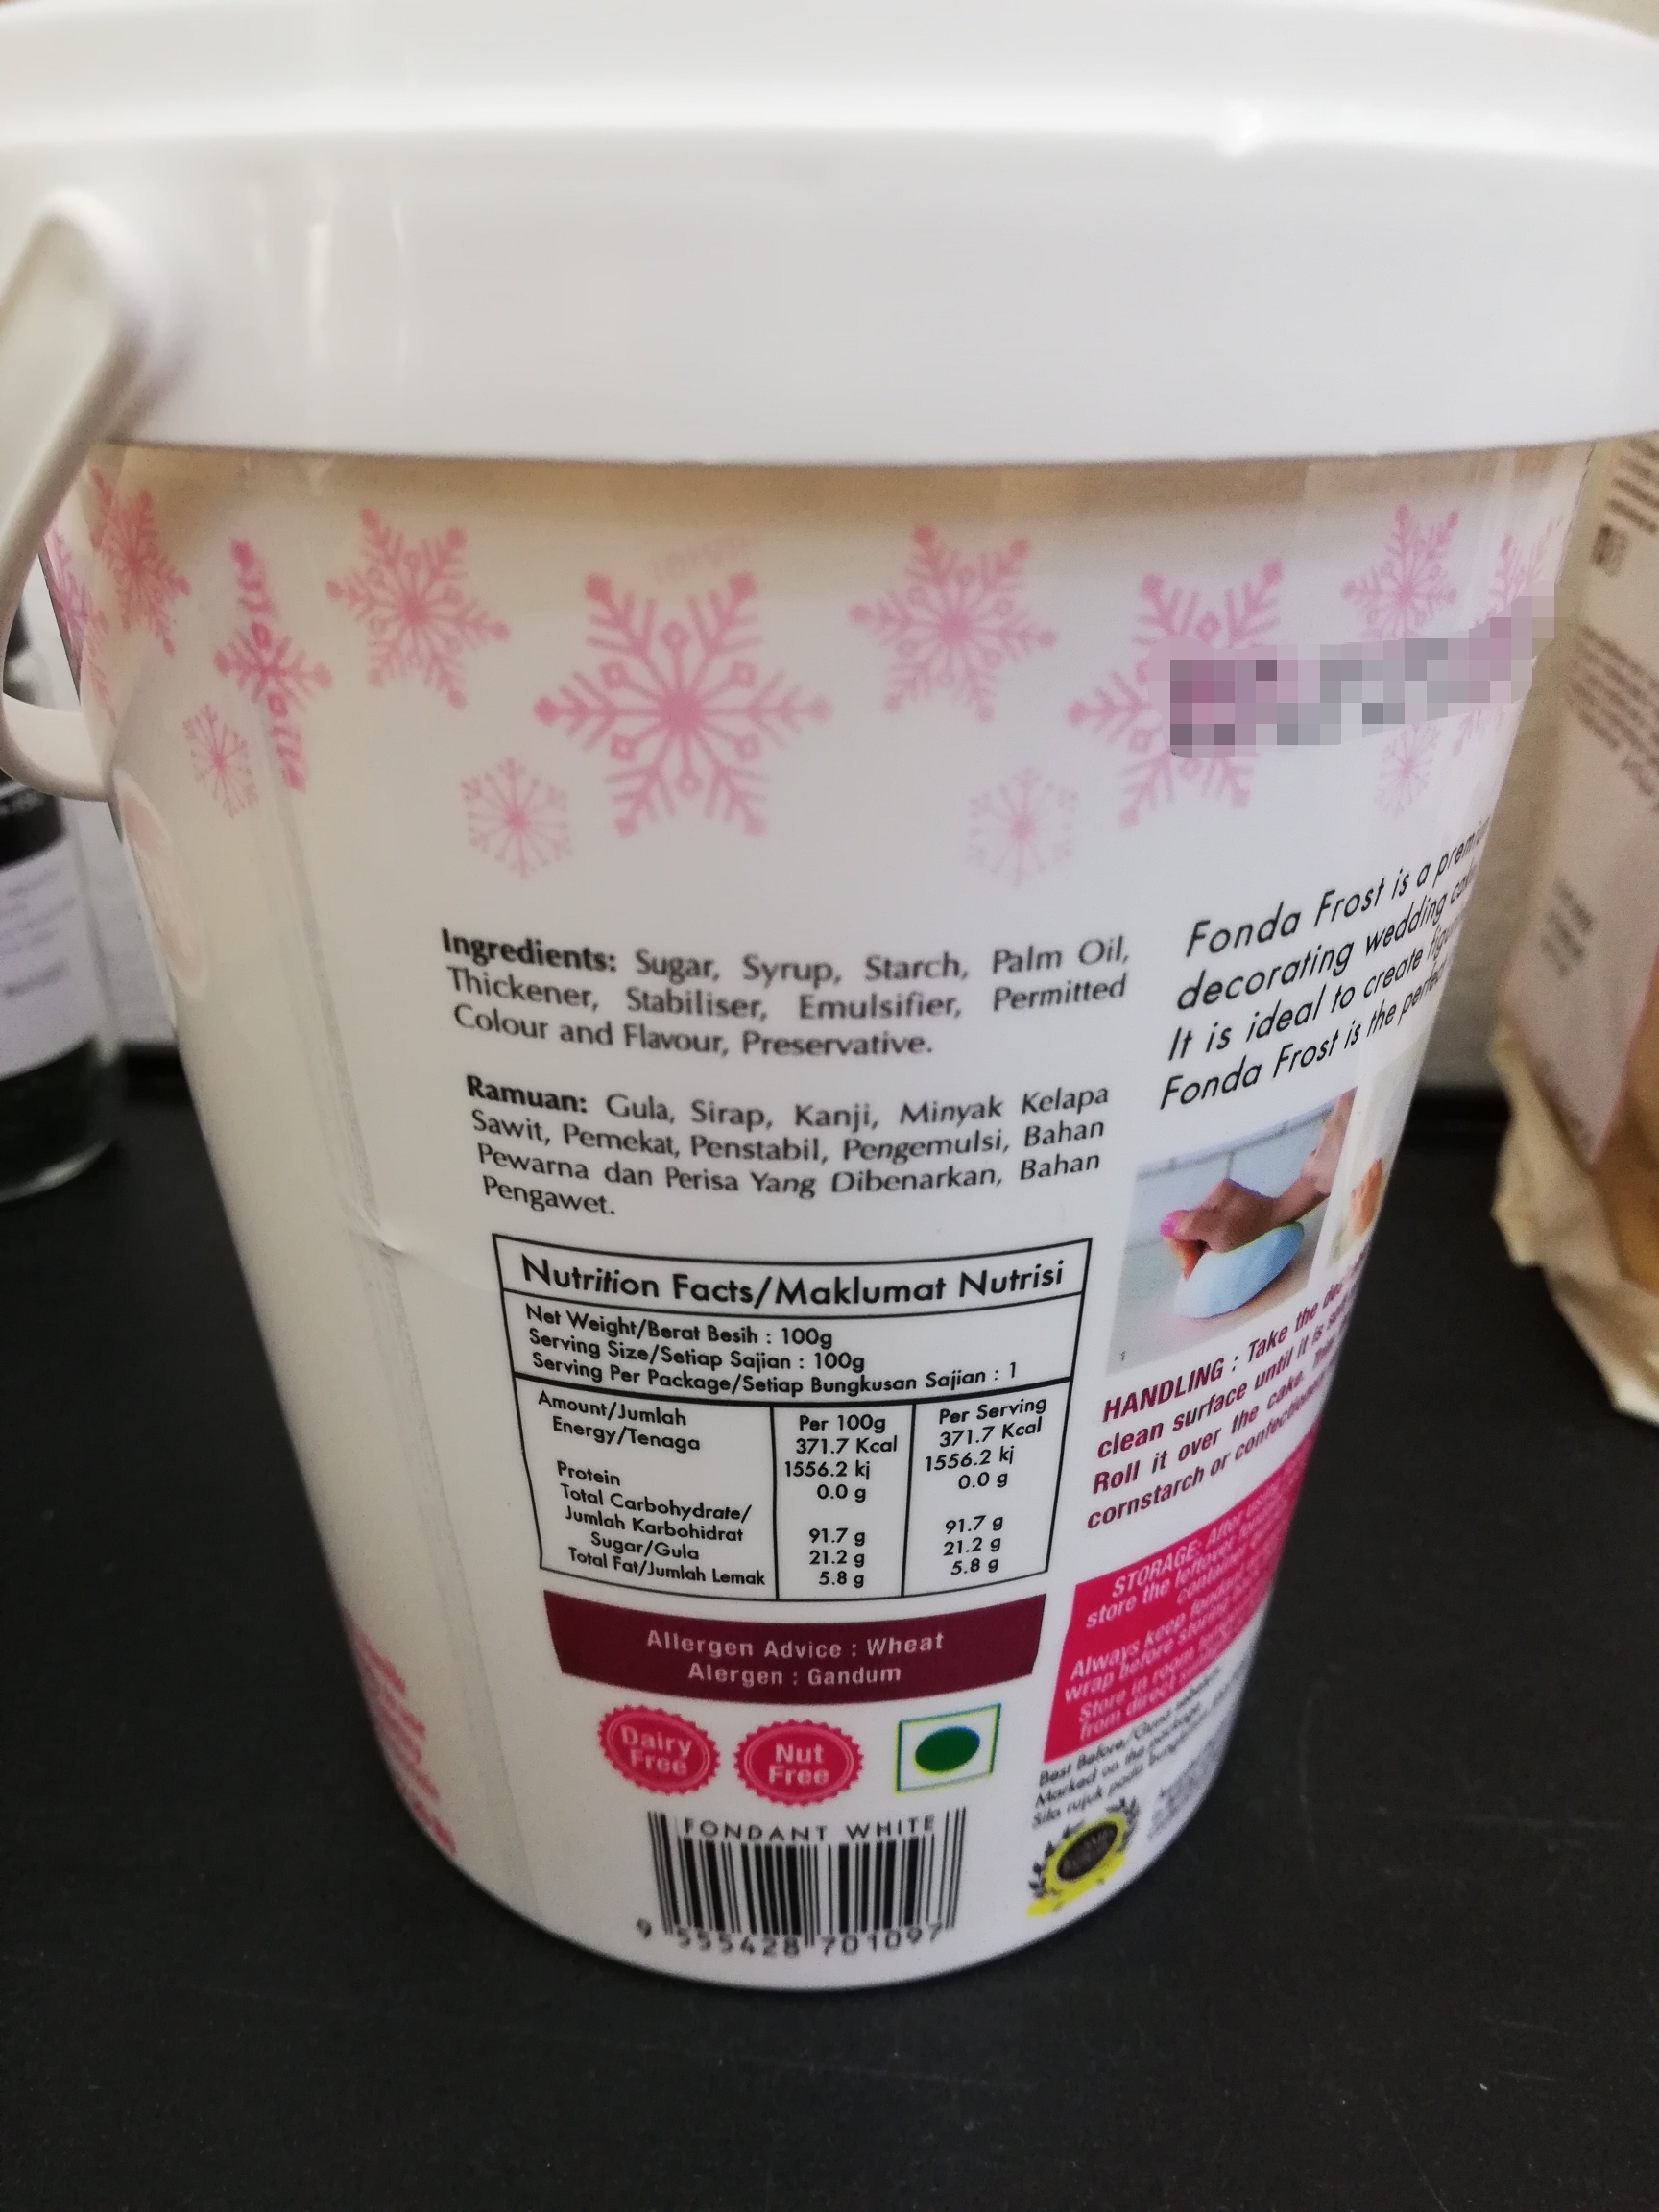 Ingredients: Sugar, Syrup, Starch, Palm Oil,
Thickener, Stabiliser, Emulsifier, Permitted
Colour and Flavour, Preservative.
Ramuan: Gula, Sirap, Kanji, Minyak Kelapa
Sawit, Pemekat, Penstabil, Pengemulsi, Bahan
Pewarna dan Perisa Yang Dibenarkan, Bahan
Pengawet.
Nutrition Facts/Maklumat Nutrisi
Net Weight/Berat Besih : 100g
Serving Size/Setiap Sajian : 100g
Serving Per Package/Setiap Bungkusan Sajian : 1
Amount/Jumlah Per 100g Per Serving
Energy/Tenaga 371.7 Kcal 371.7 Kcal
1556.2 kj 1556.2 kj
Protein 0.0 g 0.0 g
Total Carbohydrate/
Jumlah Karbohidrat 91.7 g 91.7 g
Sugar/Gula 21.2 g 21.2 g
Total Fat/Jumlah Lemak 5.8 g 5.8 g
Allergen Advice : Wheat
Alergen : Gandum
Dairy
Free
Nut
Free
FONDANT WHITE
9 555428 701097
Fonda Frost is a
decorating wedding
It is ideal to create
Fonda Frost is the
HANDLING : Take the
clean surface until it is
Roll it over the cake.
cornstarch or
STORAGE: After
store the leftover
Always keep fondant
wrap before storing
Store in room
from direct
Best Before/
Marked on the package
Sila rujuk pada